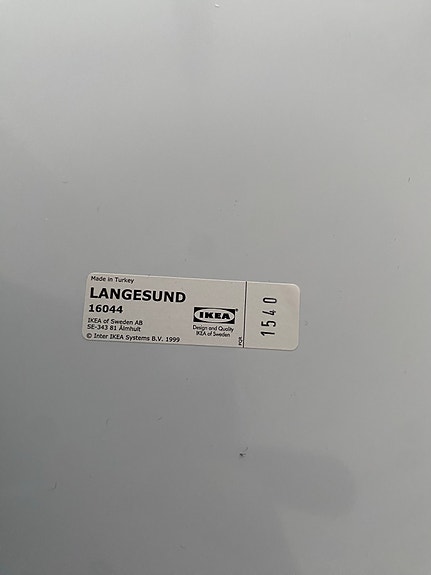 Made in Turkey
LANGESUND
16044
IKEA of Sweden AB
SE-343 81 Älmhult
© Inter IKEA Systems B.V. 1999
IKEA
Design and Quality
IKEA of Sweden
PQR
1540